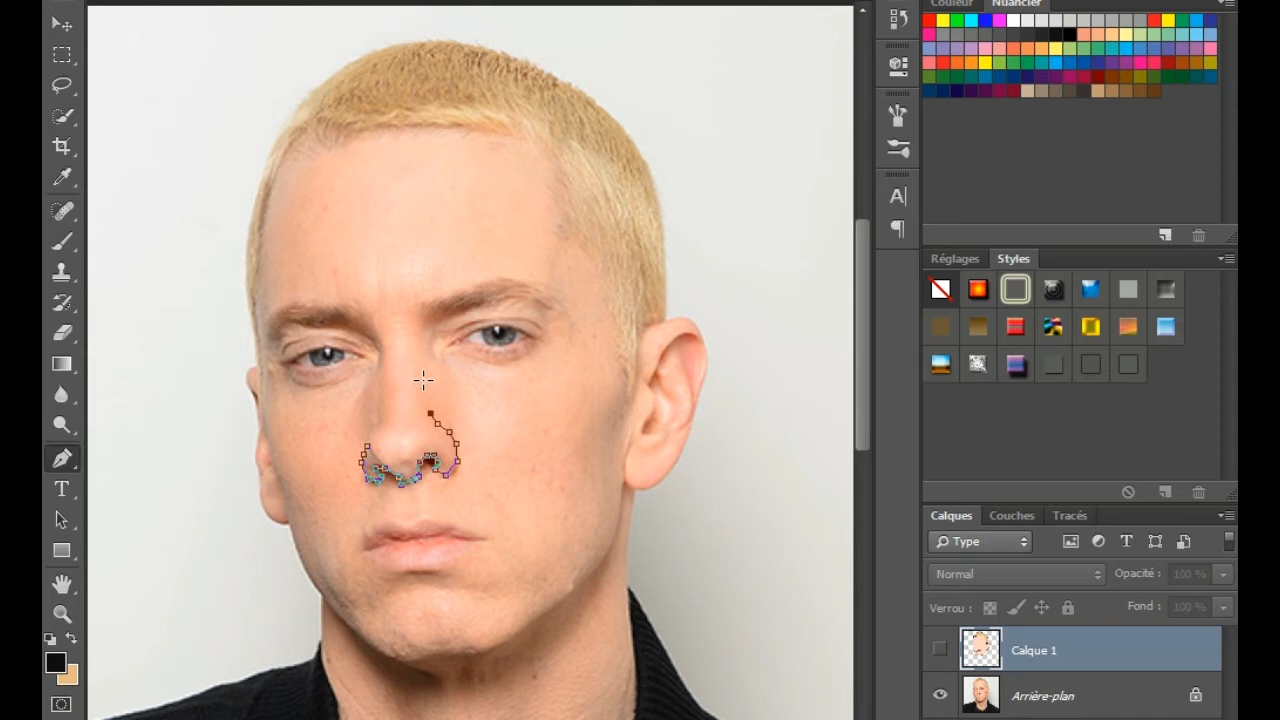 Couleur
Nuancier
Réglages
Styles
Calques
Couches
Tracés
Type
Normal
Opacité :
100 %
Verrou :
Fond :
100 %
Calque 1
Arrière-plan